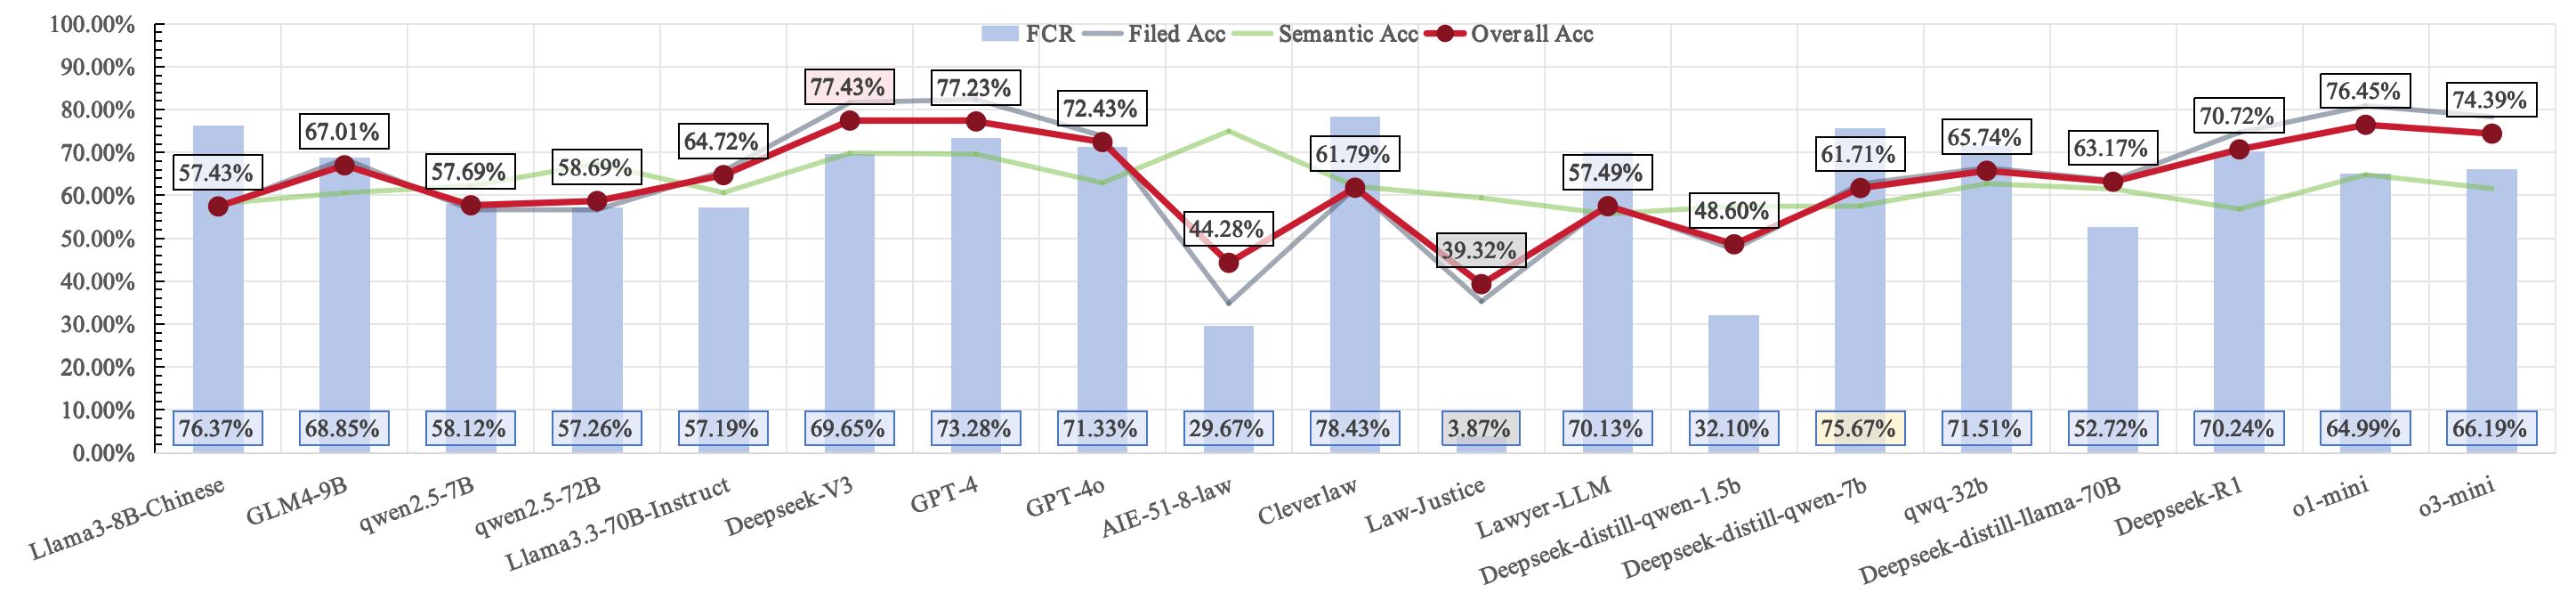 100.00%
90.00%
80.00%
70.00%
60.00%
50.00%
40.00%
30.00%
20.00%
10.00%
0.00%
FCR Filed Acc Semantic Acc Overall Acc
57.43% 67.01% 57.69% 58.69% 64.72% 77.43% 77.23% 72.43% 44.28% 61.79% 39.32% 57.49% 48.60% 61.71% 65.74% 63.17% 70.72% 76.45% 74.39%
76.37% 68.85% 58.12% 57.26% 57.19% 69.65% 73.28% 71.33% 29.67% 78.43% 3.87% 70.13% 32.10% 75.67% 71.51% 52.72% 70.24% 64.99% 66.19%
Llama3-8B-Chinese
GLM4-9B
qwen2.5-7B
qwen2.5-72B
Llama3.3-70B-Instruct
Deepseek-V3
GPT-4
GPT-4o
AIE-51-8-law
Cleverlaw
Law-Justice
Lawyer-LLM
Deepseek-distill-qwen-1.5b
Deepseek-distill-qwen-7b
qwq-32b
Deepseek-distill-llama-70B
Deepseek-R1
o1-mini
o3-mini